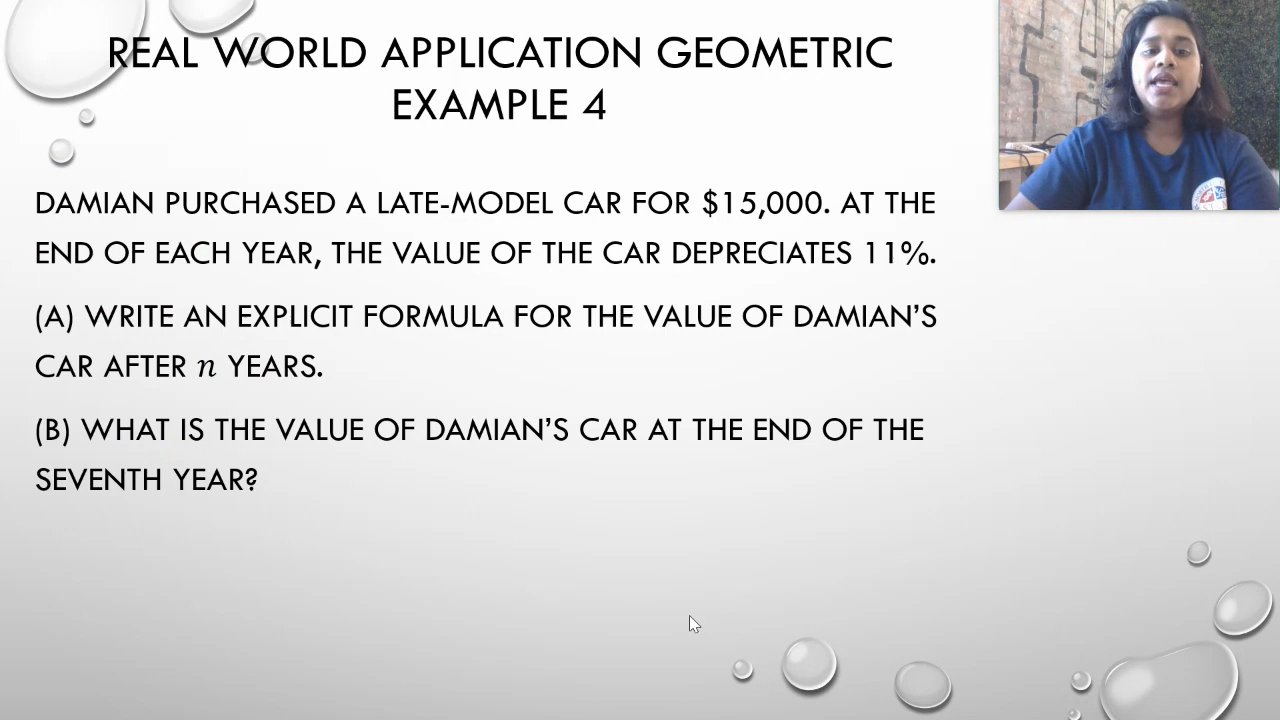 REAL WORLD APPLICATION GEOMETRIC
EXAMPLE 4
DAMIAN PURCHASED A LATE-MODEL CAR FOR $15,000. AT THE
END OF EACH YEAR, THE VALUE OF THE CAR DEPRECIATES 11%.
(A) WRITE AN EXPLICIT FORMULA FOR THE VALUE OF DAMIAN'S
CAR AFTER n YEARS.
(B) WHAT IS THE VALUE OF DAMIAN'S CAR AT THE END OF THE
SEVENTH YEAR?